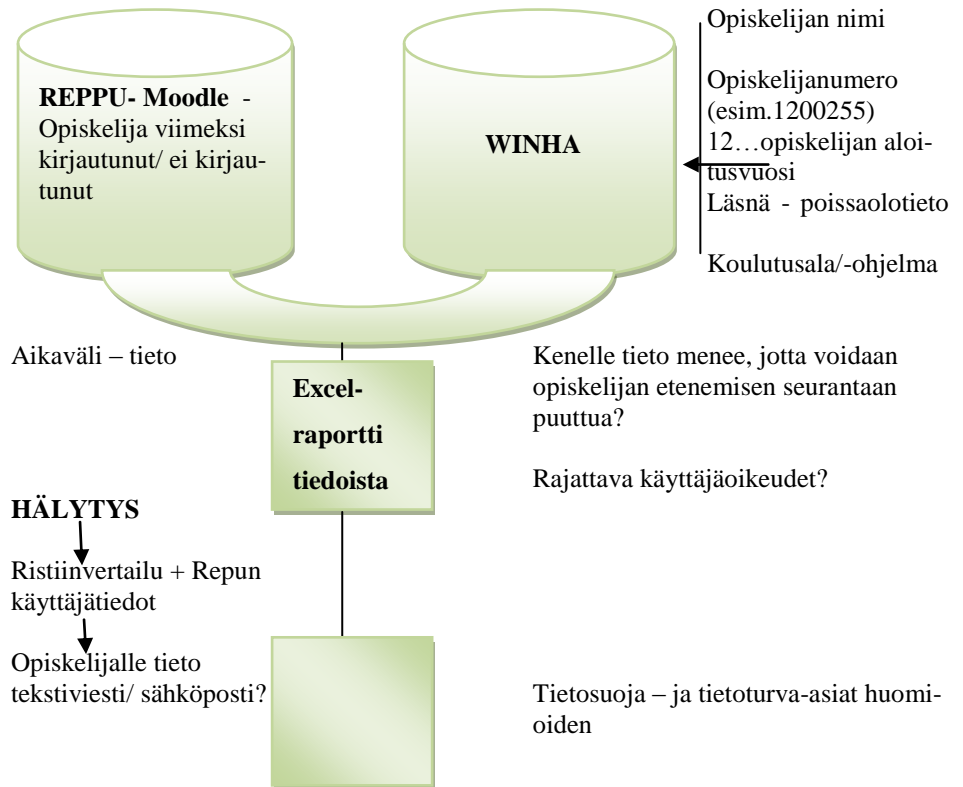 REPPU- Moodle -
Opiskelija viimeksi
kirjautunut/ ei kirjau-
tunut
WINHA
Opiskelijan nimi
Opiskelijanumero
(esim.1200255)
12…opiskelijan aloi-
tusvuosi
Läsnä - poissaolotieto
Koulutusala/-ohjelma
Aikaväli – tieto
Excel-
raportti
tiedoista
Kenelle tieto menee, jotta voidaan
opiskelijan etenemisen seurantaan
puuttua?
Rajattava käyttäjäoikeudet?
HÄLYTYS
Ristiinvertailu + Repun
käyttäjätiedot
Opiskelijalle tieto
tekstiviesti/ sähköposti?
Tietosuoja – ja tietoturva-asiat huomi-
oiden